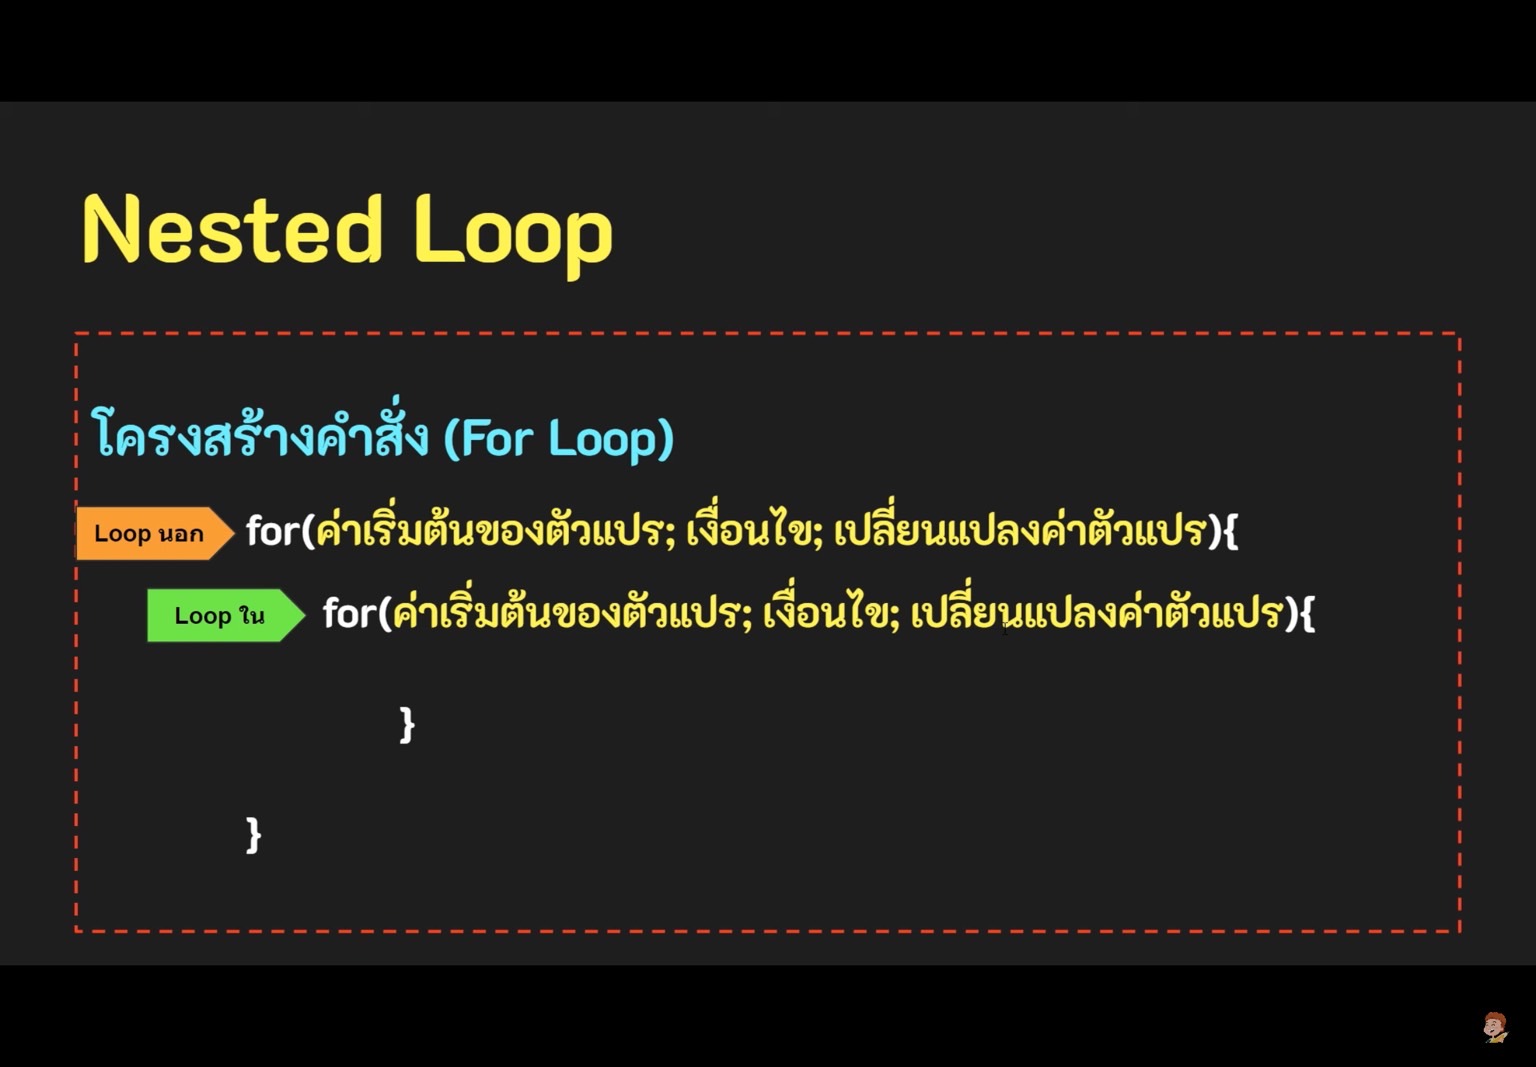 Nested Loop
โครงสร้างคำสั่ง (For Loop)
Loop นอก for(ค่าเริ่มต้นของตัวแปร; เงื่อนไข; เปลี่ยนแปลงค่าตัวแปร){
Loop ใน for(ค่าเริ่มต้นของตัวแปร; เงื่อนไข; เปลี่ยนแปลงค่าตัวแปร){
}
}